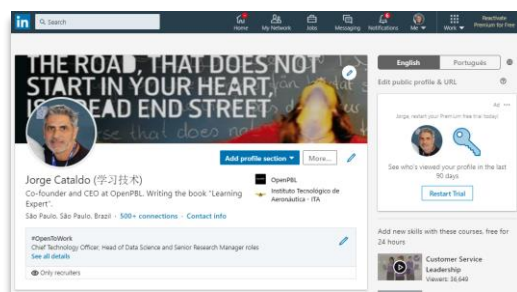 in
Search
Home
My Network
Jobs
Messaging
Notifications
Me
Work
Reactivate
Premium for Free
THE ROAD, THAT DOES NOT
START IN YOUR HEART,
IS DEAD END STREET
English
Português
Edit public profile & URL
Ad
Jorge, restart your Premium free trial today!
See who's viewed your profile in the last
90 days
Restart Trial
Add profile section
More...
Jorge Cataldo (学习技术)
Co-founder and CEO at OpenPBL. Writing the book "Learning
Expert".
São Paulo, São Paulo, Brazil · 500+ connections · Contact info
OpenPBL
Instituto Tecnológico de
Aeronáutica - ITA
#OpenToWork
Chief Technology Officer, Head of Data Science and Senior Research Manager roles
See all details
Only recruiters
Add new skills with these courses, free for
24 hours
Customer Service
Leadership
Viewers: 36,640